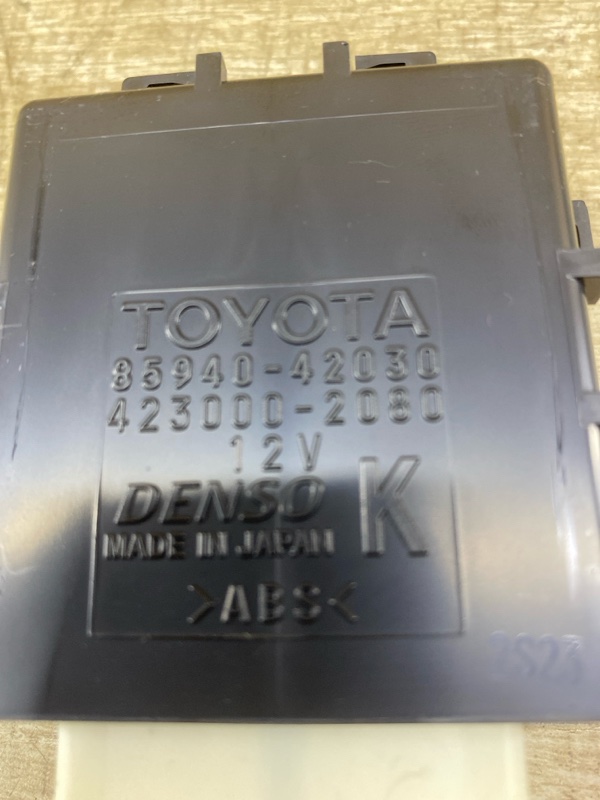 TOYOTA
85940-42030
423000-2080
12V
DENSO
MADE IN JAPAN
K
>ABS<